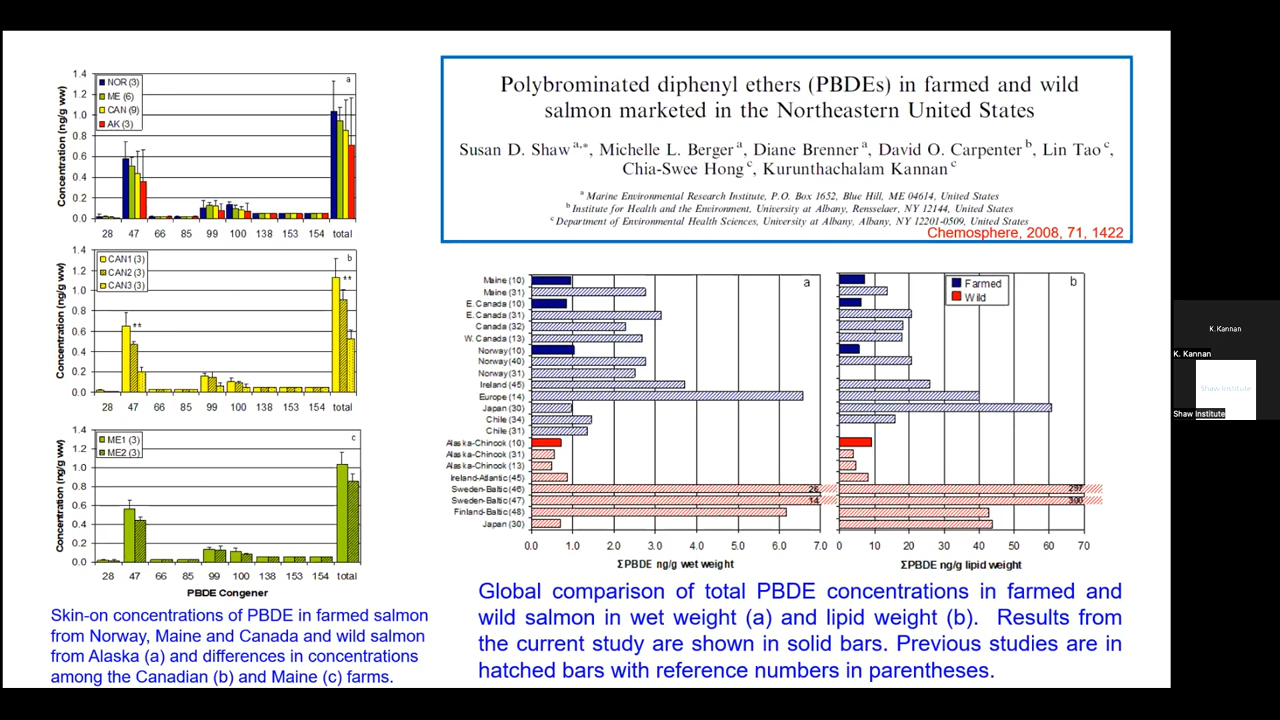 1.4
1.2
1.0
0.8
0.6
0.4
0.2
0.0
Concentration (ng/g ww)
NOR (3)
ME (6)
CAN (9)
AK (3)
a
28 47 66 85 99 100 138 153 154 total
1.4
1.2
1.0
0.8
0.6
0.4
0.2
0.0
Concentration (ng/g ww)
CAN1 (3)
CAN2 (3)
CAN3 (3)
b
**
**
28 47 66 85 99 100 138 153 154 total
1.4
1.2
1.0
0.8
0.6
0.4
0.2
0.0
Concentration (ng/g ww)
ME1 (3)
ME2 (3)
c
28 47 66 85 99 100 138 153 154 total
PBDE Congener
Skin-on concentrations of PBDE in farmed salmon
from Norway, Maine and Canada and wild salmon
from Alaska (a) and differences in concentrations
among the Canadian (b) and Maine (c) farms.
Polybrominated diphenyl ethers (PBDEs) in farmed and wild
salmon marketed in the Northeastern United States
Susan D. Shaw a,*, Michelle L. Berger a, Diane Brenner a, David O. Carpenter b, Lin Tao c,
Chia-Swee Hong c, Kurunthachalam Kannan c
a Marine Environmental Research Institute, P.O. Box 1652, Blue Hill, ME 04614, United States
b Institute for Health and the Environment, University at Albany, Rensselaer, NY 12144, United States
c Department of Environmental Health Sciences, University at Albany, Albany, NY 12201-0509, United States
Chemosphere, 2008, 71, 1422
Maine (10)
Maine (31)
E. Canada (10)
E. Canada (31)
Canada (32)
W. Canada (13)
Norway (10)
Norway (40)
Norway (31)
Ireland (45)
Europe (14)
Japan (30)
Chile (34)
Chile (31)
Alaska-Chinook (10)
Alaska-Chinook (31)
Alaska-Chinook (13)
Ireland-Atlantic (45)
Sweden-Baltic (46)
Sweden-Baltic (47)
Finland-Baltic (48)
Japan (30)
a
26
14
0.0 1.0 2.0 3.0 4.0 5.0 6.0 7.0
ΣPBDE ng/g wet weight
Farmed
Wild
b
297
300
0 10 20 30 40 50 60 70
ΣPBDE ng/g lipid weight
Global comparison of total PBDE concentrations in farmed and
wild salmon in wet weight (a) and lipid weight (b). Results from
the current study are shown in solid bars. Previous studies are in
hatched bars with reference numbers in parentheses.
K. Kannan
K. Kannan
Shaw Institute
Shaw Institute